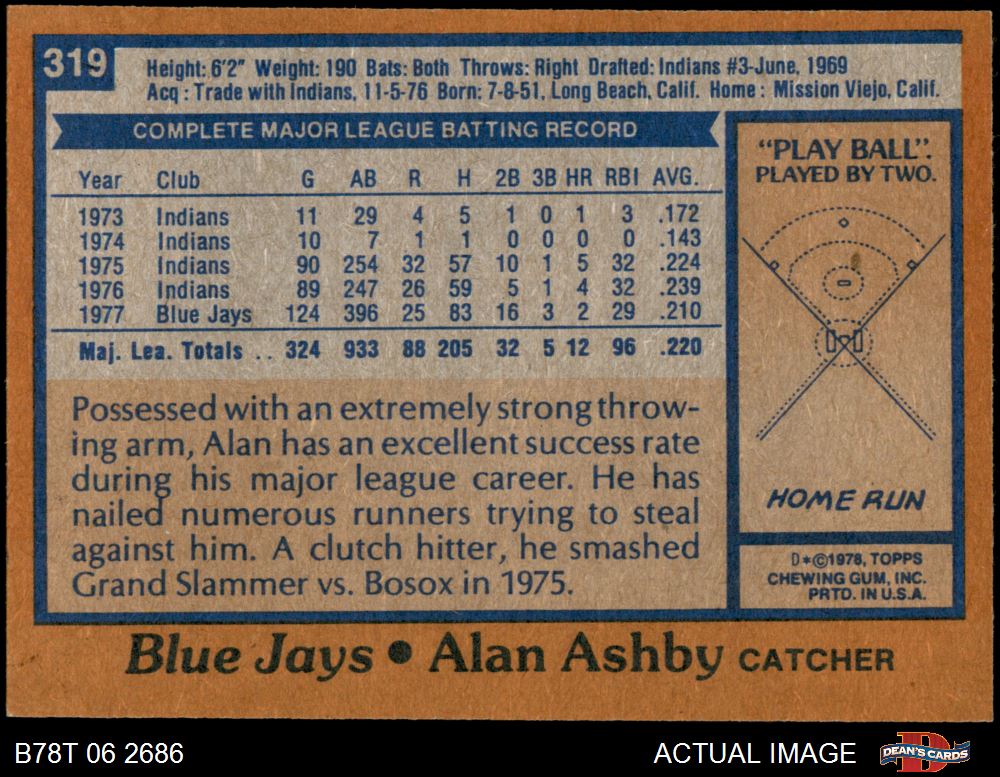 319
Height: 6'2" Weight: 190 Bats: Both Throws: Right Drafted: Indians #3-June, 1969
Acq: Trade with Indians, 11-5-76 Born: 7-8-51, Long Beach, Calif. Home: Mission Viejo, Calif.
COMPLETE MAJOR LEAGUE BATTING RECORD
Year Club G AB R H 2B 3B HR RBI AVG.
1973 Indians 11 29 4 5 1 0 1 3 .172
1974 Indians 10 7 1 1 0 0 0 0 .143
1975 Indians 90 254 32 57 10 1 5 32 .224
1976 Indians 89 247 26 59 5 1 4 32 .239
1977 Blue Jays 124 396 25 83 16 3 2 29 .210
Maj. Lea. Totals .. 324 933 88 205 32 5 12 96 .220
Possessed with an extremely strong throw-
ing arm, Alan has an excellent success rate
during his major league career. He has
nailed numerous runners trying to steal
against him. A clutch hitter, he smashed
Grand Slammer vs. Bosox in 1975.
"PLAY BALL".
PLAYED BY TWO.
HOME RUN
D*©1978, TOPPS
CHEWING GUM, INC.
PRTD. IN U.S.A.
Blue Jays • Alan Ashby CATCHER
B78T 06 2686
ACTUAL IMAGE
DEAN'S CARDS